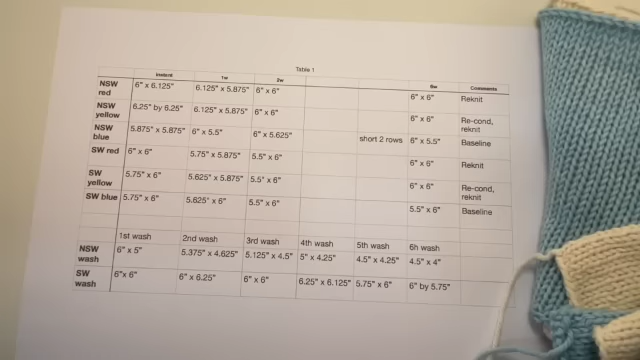 Table 1
Instant 1w 2w 8w Comments
NSW red 6" x 6.125" 6.125" x 5.875" 6" x 6" 6" x 6" Reknit
NSW yellow 6.25" by 6.25" 6.125" x 5.875" 6" x 6" 6" x 6" Re-cond, reknit
NSW blue 5.875" x 5.875" 6" x 5.5" 6" x 5.625" short 2 rows 6" x 5.5" Baseline
SW red 6" x 6" 5.75" x 5.875" 5.5" x 6" 6" x 6" Reknit
SW yellow 5.75" x 6" 5.625" x 5.875" 5.5" x 6" 6" x 6" Re-cond, reknit
SW blue 5.75" x 6" 5.625" x 6" 5.5" x 6" 5.5" x 6" Baseline
1st wash 2nd wash 3rd wash 4th wash 5th wash 6h wash
NSW wash 6" x 5" 5.375" x 4.625" 5.125" x 4.5" 5" x 4.25" 4.5" x 4.25" 4.5" x 4"
SW wash 6"x 6" 6" x 6.25" 6" x 6" 6.25" x 6.125" 5.75" x 6" 6" by 5.75"